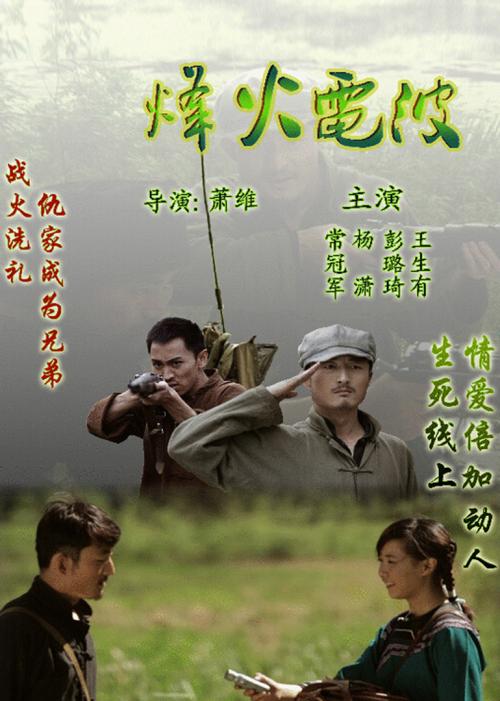 烽火電波
导演: 萧维
主演
常冠军
杨潇
彭璐琦
王生有
战火洗礼
仇家成为兄弟
生死线上
情爱倍加动人